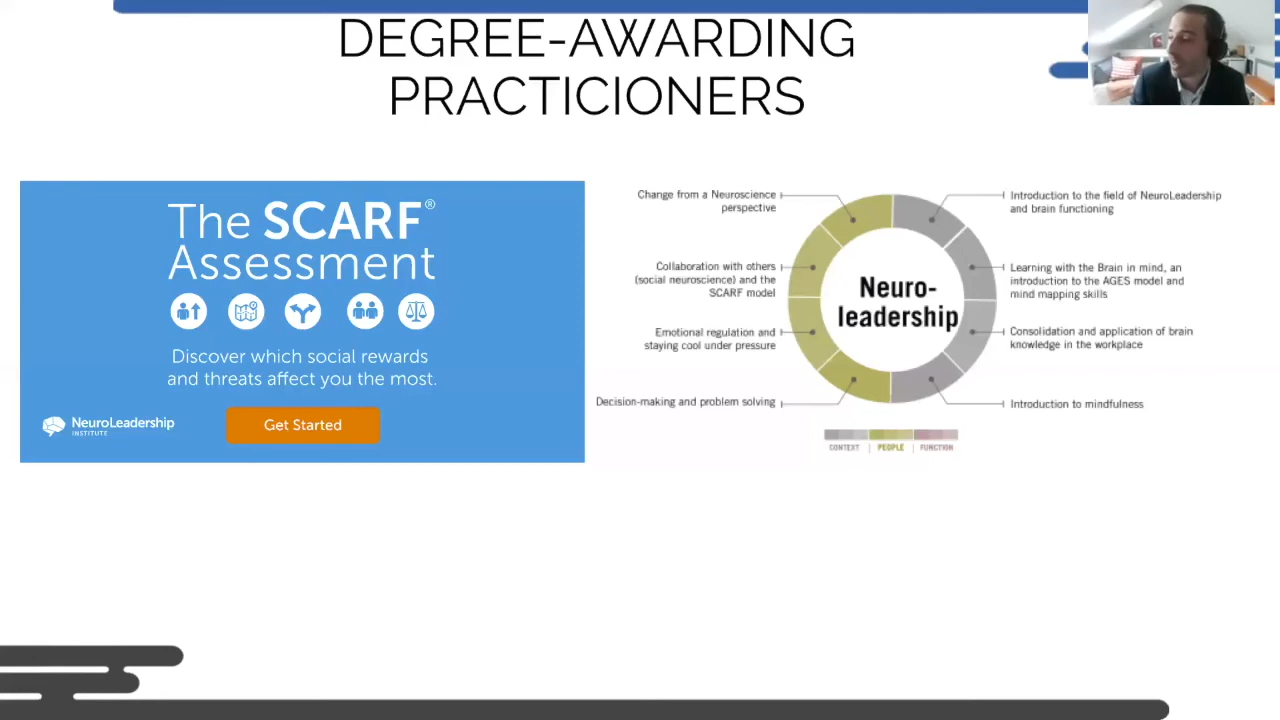 DEGREE-AWARDING
PRACTICIONERS
The SCARF®
Assessment
Discover which social rewards
and threats affect you the most.
NeuroLeadership
INSTITUTE
Get Started
Change from a Neuroscience
perspective
Collaboration with others
(social neuroscience) and the
SCARF model
Emotional regulation and
staying cool under pressure
Decision-making and problem solving
Neuro-
leadership
Introduction to the field of NeuroLeadership
and brain functioning
Learning with the Brain in mind, an
introduction to the AGES model and
mind mapping skills
Consolidation and application of brain
knowledge in the workplace
Introduction to mindfulness
CONTEXT | PEOPLE | FUNCTION